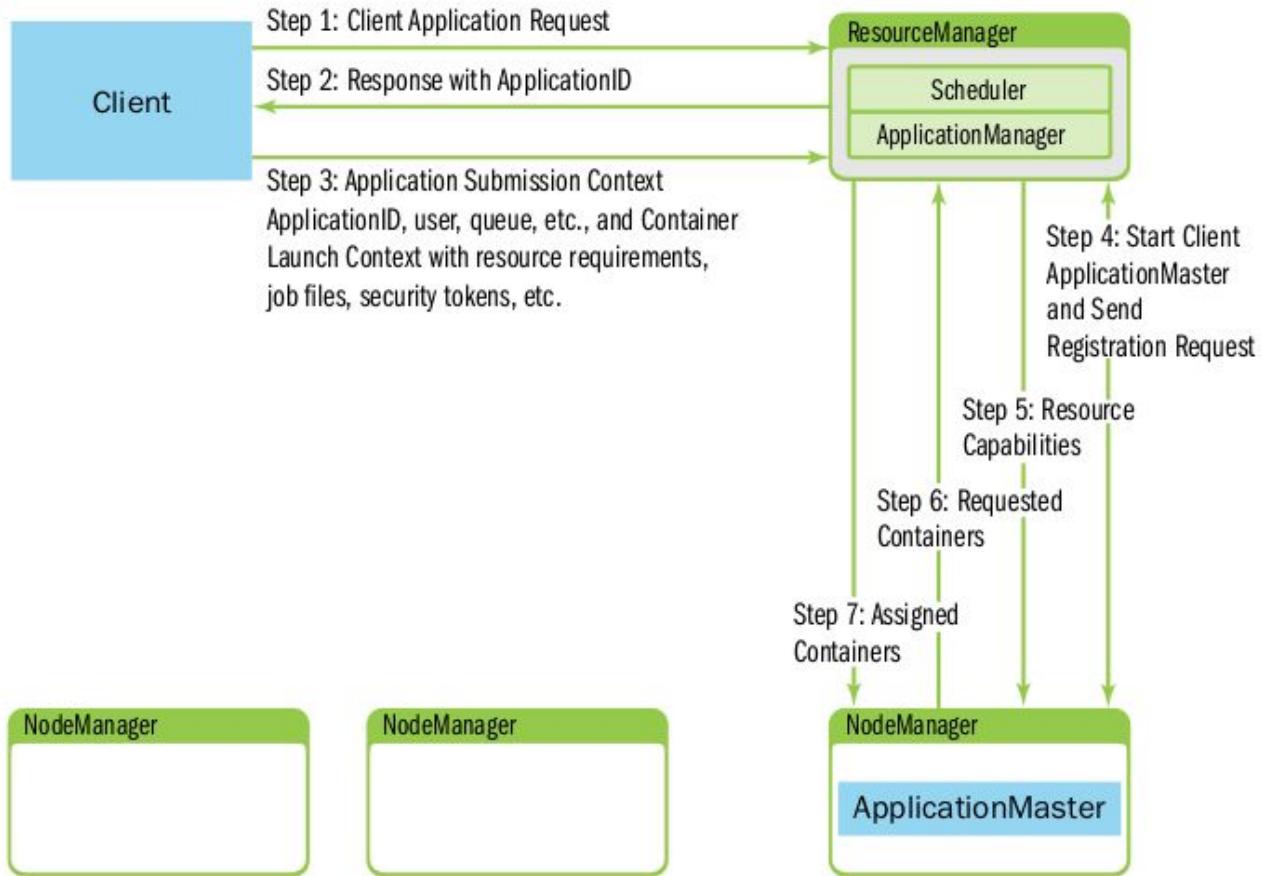 Step 1: Client Application Request
ResourceManager
Client
Step 2: Response with ApplicationID
Scheduler
ApplicationManager
Step 3: Application Submission Context
ApplicationID, user, queue, etc., and Container
Launch Context with resource requirements,
job files, security tokens, etc.
Step 4: Start Client
ApplicationMaster
and Send
Registration Request
Step 5: Resource
Capabilities
Step 6: Requested
Containers
Step 7: Assigned
Containers
NodeManager
NodeManager
NodeManager
ApplicationMaster